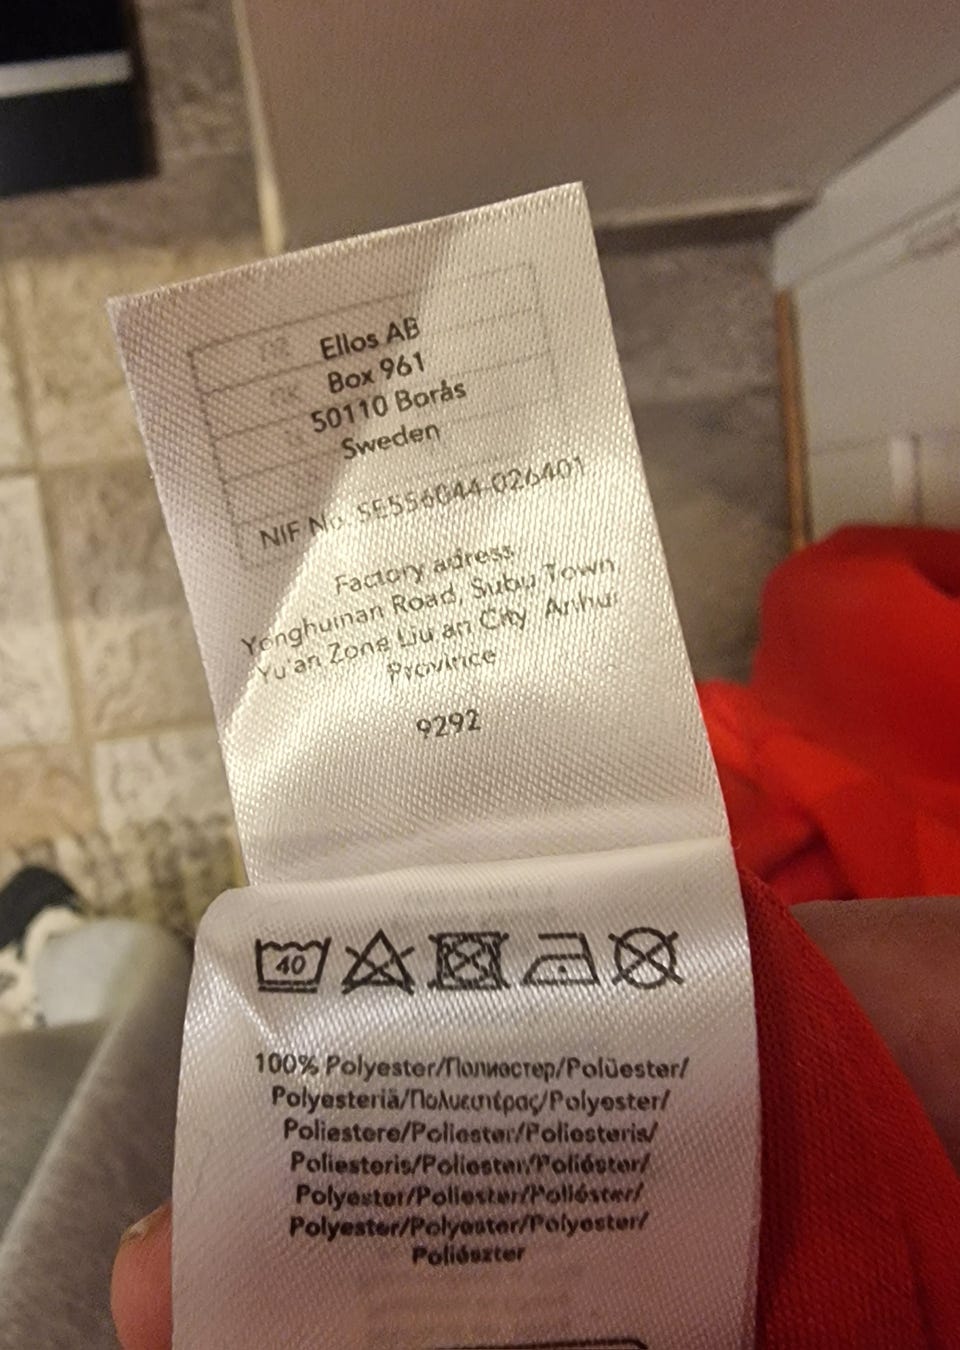 Ellos AB
Box 961
50110 Borås
Sweden
NIF No. SE556044-026401
Factory adress
Yonghuinan Road, Subu Town
Yu'an Zone Liu an City Anhui
Province
9292
40
100% Polyester/Полиестер/Polüester/
Polyesteriä/Πολυεστέρας/Polyester/
Poliestere/Poliester/Poliesteris/
Poliesteris/Poliester/Poliéster/
Polyester/Poliester/Poliéster/
Polyester/Polyester/Polyester/
Poliészter